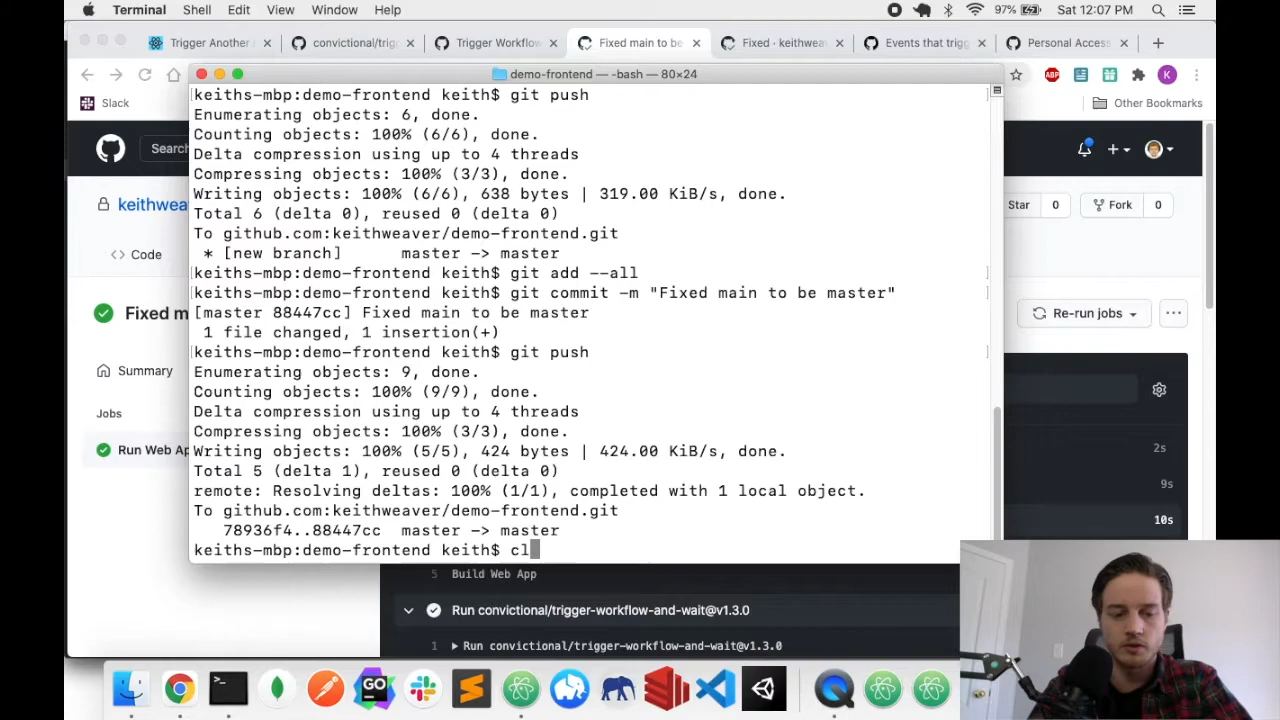 Terminal Shell Edit View Window Help 97% Sat 12:07 PM
Trigger Another convictional/trig Trigger Workflow Fixed main to be Fixed · keithweav Events that trigg Personal Access
demo-frontend — -bash — 80×24
ABP K
Slack Other Bookmarks
keiths-mbp:demo-frontend keith$ git push
Enumerating objects: 6, done.
Counting objects: 100% (6/6), done.
Delta compression using up to 4 threads
Compressing objects: 100% (3/3), done.
Writing objects: 100% (6/6), 638 bytes | 319.00 KiB/s, done.
Total 6 (delta 0), reused 0 (delta 0)
To github.com:keithweaver/demo-frontend.git
* [new branch] master -> master
keiths-mbp:demo-frontend keith$ git add --all
keiths-mbp:demo-frontend keith$ git commit -m "Fixed main to be master"
[master 88447cc] Fixed main to be master
1 file changed, 1 insertion(+)
keiths-mbp:demo-frontend keith$ git push
Enumerating objects: 9, done.
Counting objects: 100% (9/9), done.
Delta compression using up to 4 threads
Compressing objects: 100% (3/3), done.
Writing objects: 100% (5/5), 424 bytes | 424.00 KiB/s, done.
Total 5 (delta 1), reused 0 (delta 0)
remote: Resolving deltas: 100% (1/1), completed with 1 local object.
To github.com:keithweaver/demo-frontend.git
78936f4..88447cc master -> master
keiths-mbp:demo-frontend keith$ cl
Search
keithwea
Star 0 Fork 0
<> Code
Fixed m
Re-run jobs
Summary
Jobs
Run Web Ap
2s
9s
10s
5 Build Web App
Run convictional/trigger-workflow-and-wait@v1.3.0
1 Run convictional/trigger-workflow-and-wait@v1.3.0
GO